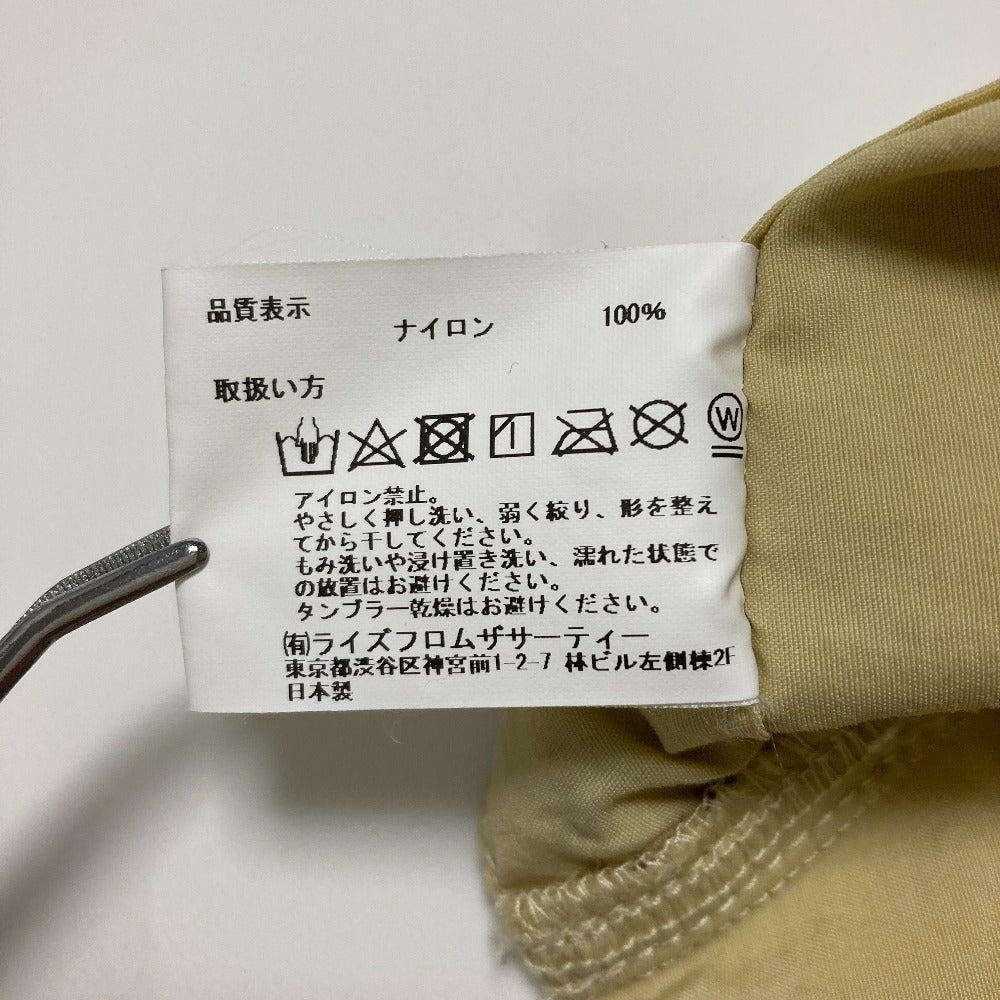 品質表示
ナイロン 100%
取扱い方
W
アイロン禁止。
やさしく押し洗い、弱く絞り、形を整え
てから干してください。
もみ洗いや浸け置き洗い、濡れた状態で
の放置はお避けください。
タンブラー乾燥はお避けください。
㈲ライズフロムザサーティー
東京都渋谷区神宮前1-2-7 林ビル左側棟2F
日本製